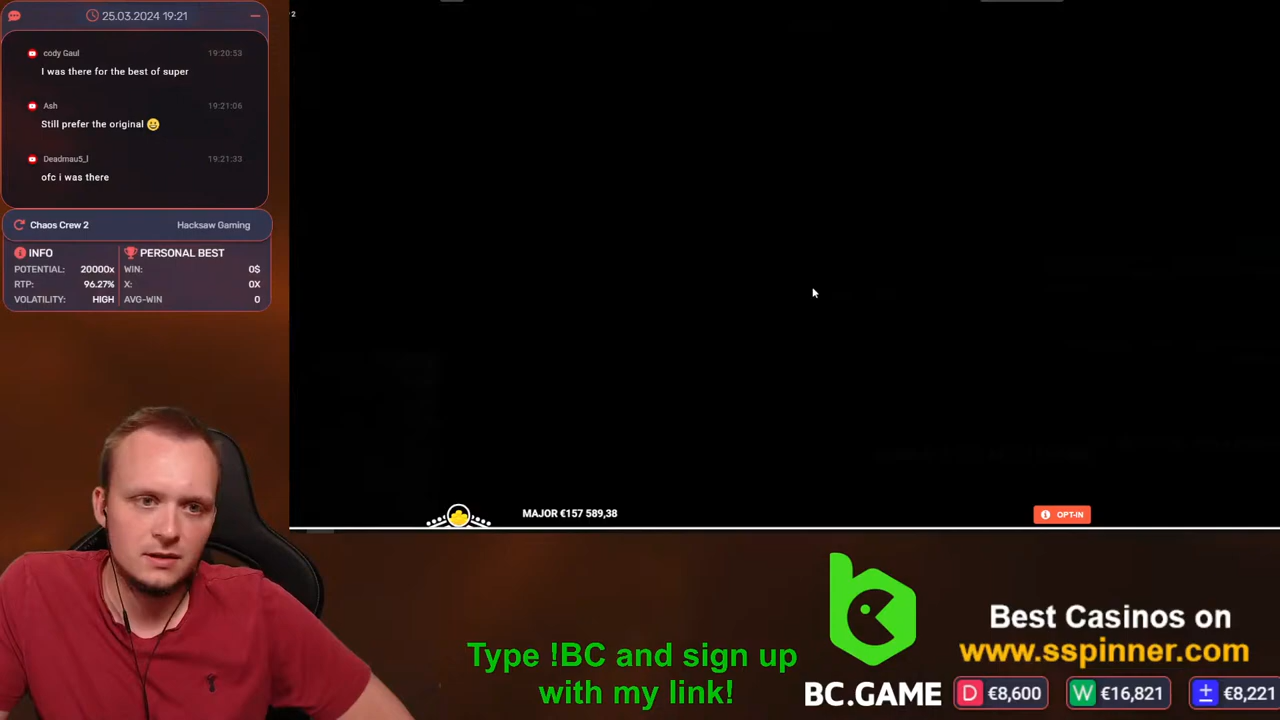 25.03.2024 19:21
cody Gaul 19:20:53
I was there for the best of super
Ash 19:21:06
Still prefer the original 😀
Deadmau5_l 19:21:33
ofc i was there
Chaos Crew 2 Hacksaw Gaming
INFO PERSONAL BEST
POTENTIAL: 20000x WIN: 0$
RTP: 96.27% X: 0X
VOLATILITY: HIGH AVG-WIN 0
2
MAJOR €157 589,38 OPT-IN
Type !BC and sign up
with my link!
BC.GAME
Best Casinos on
www.sspinner.com
D €8,600 W €16,821 ± €8,221